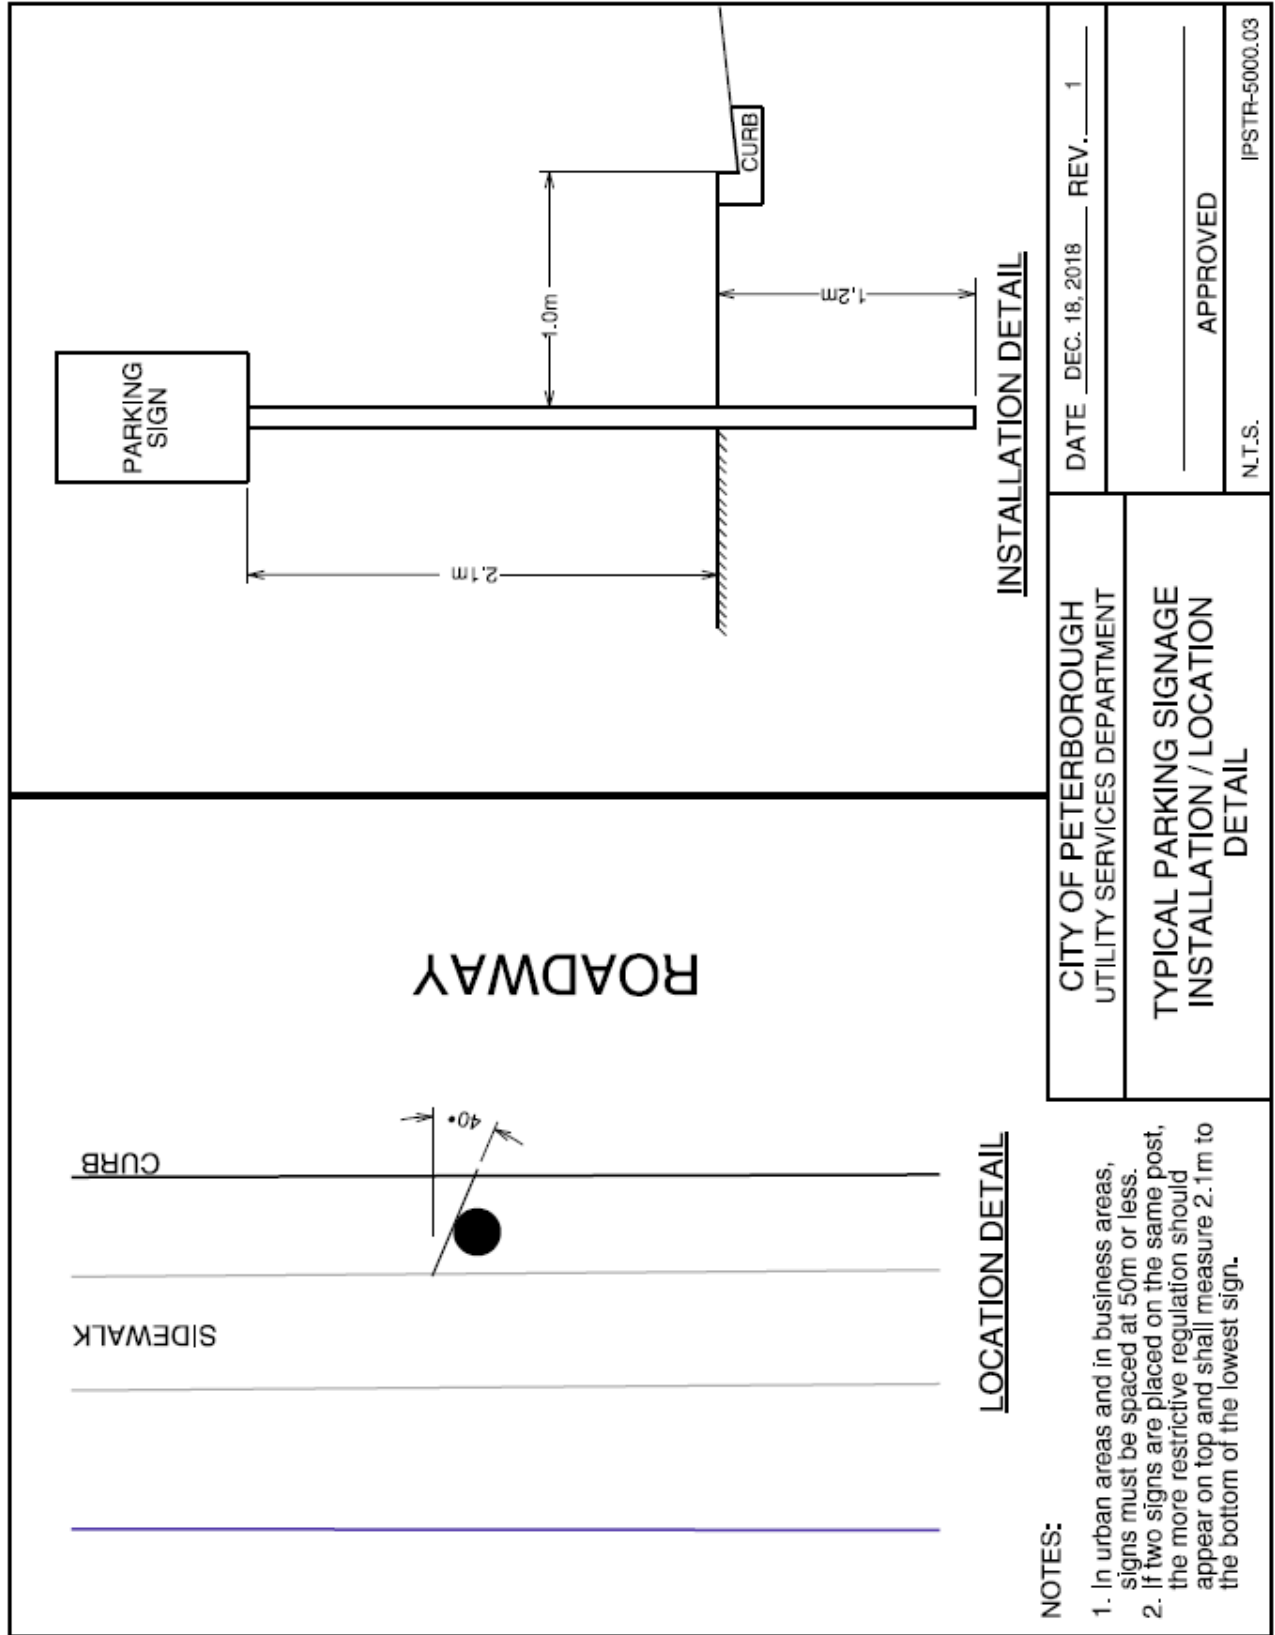 SIDEWALK
CURB
40°
ROADWAY
LOCATION DETAIL
PARKING
SIGN
2.1m
1.0m
1.2m
CURB
INSTALLATION DETAIL
NOTES:
1. In urban areas and in business areas,
signs must be spaced at 50m or less.
2. If two signs are placed on the same post,
the more restrictive regulation should
appear on top and shall measure 2.1m to
the bottom of the lowest sign.
CITY OF PETERBOROUGH
UTILITY SERVICES DEPARTMENT
TYPICAL PARKING SIGNAGE
INSTALLATION / LOCATION
DETAIL
DATE DEC. 18, 2018 REV. 1
APPROVED
N.T.S. IPSTR-5000.03